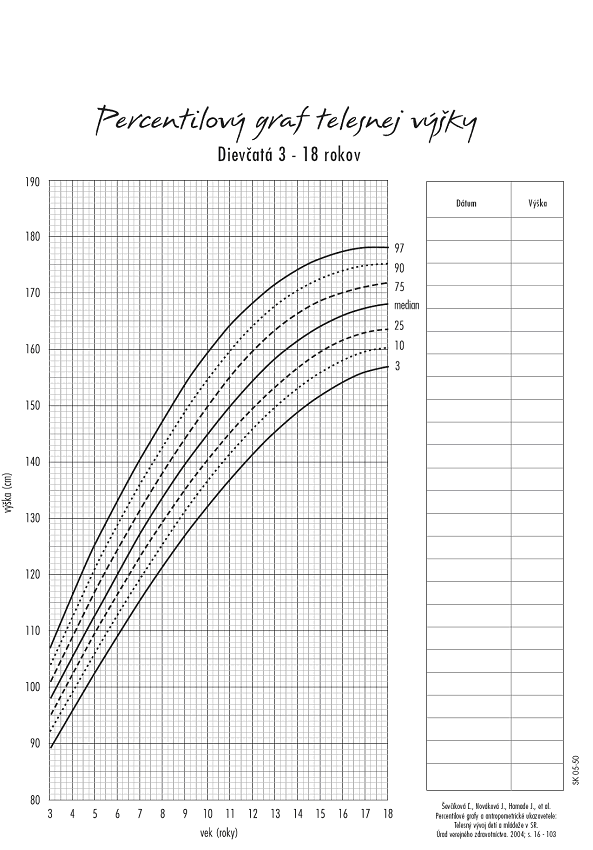 Percentilový graf telesnej výšky
Dievčatá 3 - 18 rokov
190
180
170
160
150
140
130
120
110
100
90
80
výška (cm)
97
90
75
median
25
10
3
3 4 5 6 7 8 9 10 11 12 13 14 15 16 17 18
vek (roky)
Dátum Výška
SK 05-50
Ševčíková Ľ., Nováková J., Hamade J., et al.
Percentilové grafy a antropometrické ukazovatele:
Telesný vývoj detí a mládeže v SR.
Úrad verejného zdravotníctva. 2004; s. 16 - 103